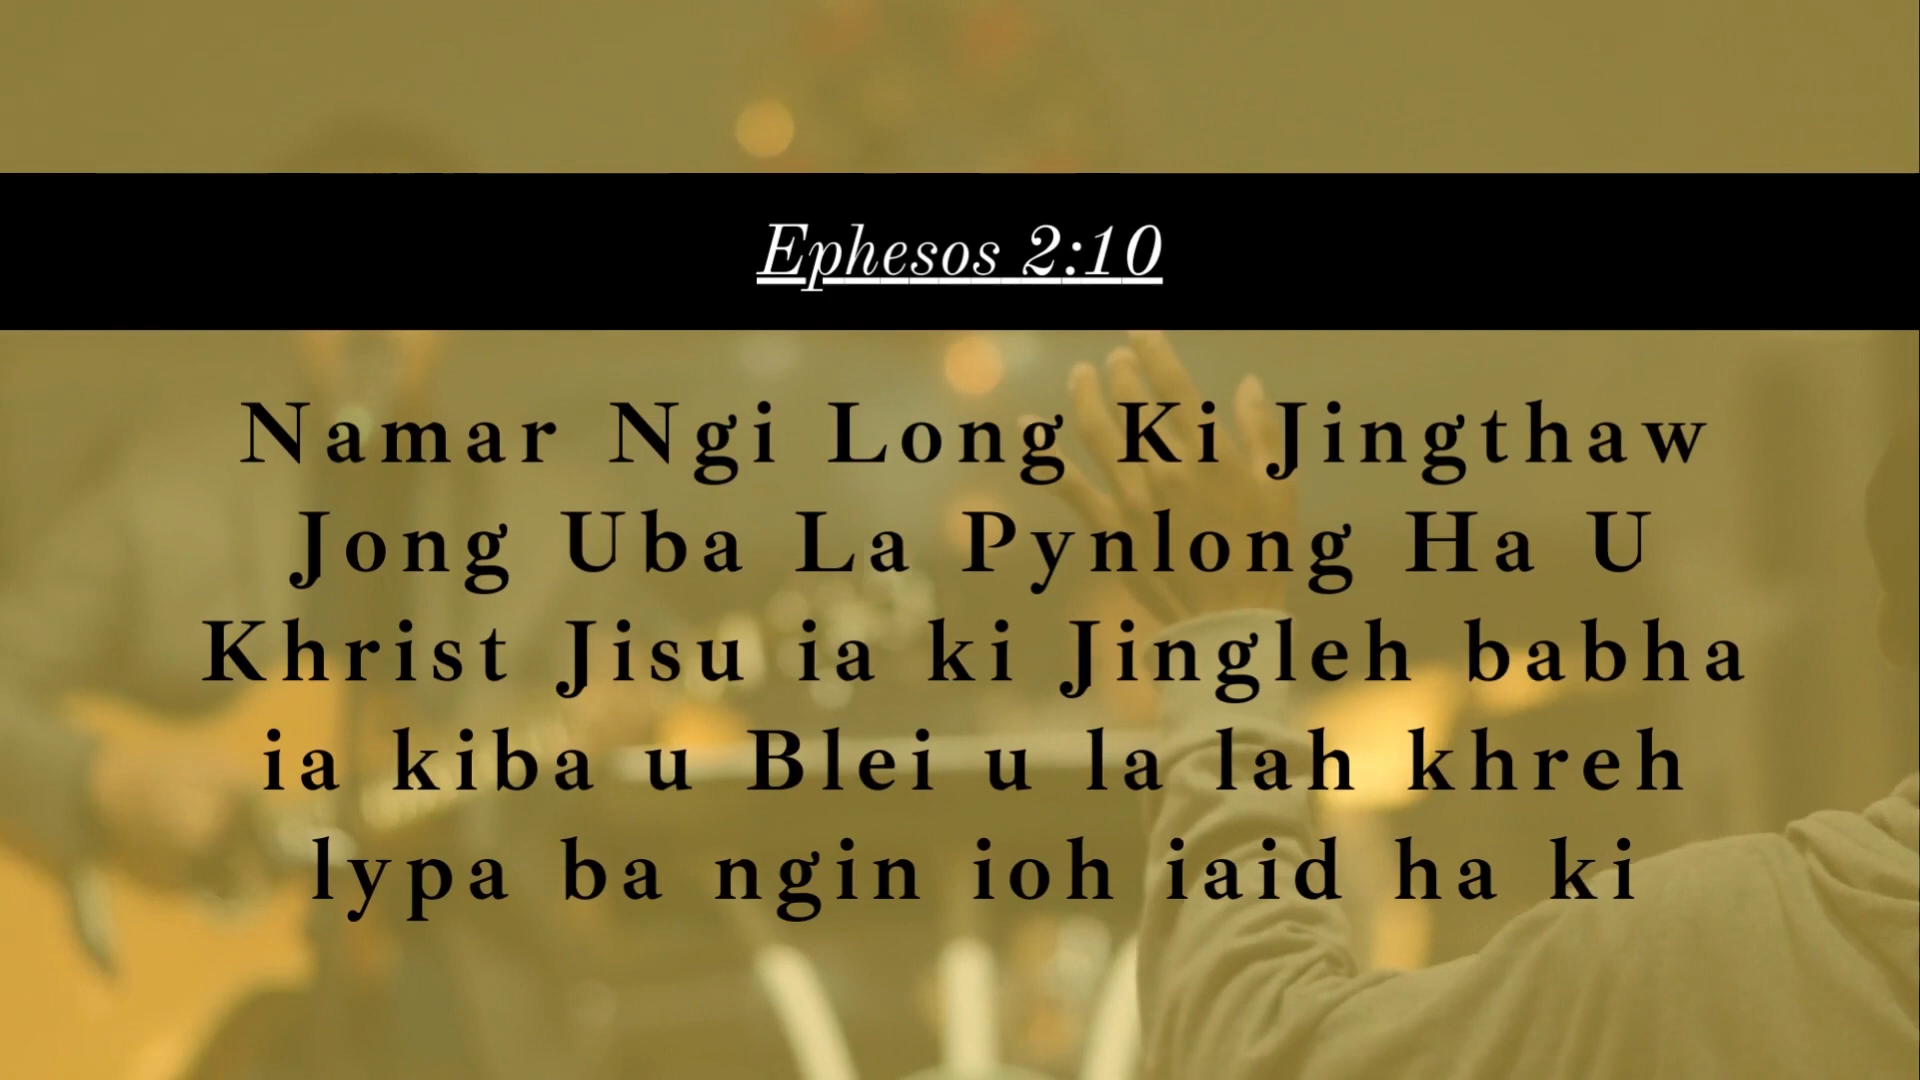 Ephesos 2:10
Namar Ngi Long Ki Jingthaw
Jong Uba La Pynlong Ha U
Khrist Jisu ia ki Jingleh babha
ia kiba u Blei u la lah khreh
lypa ba ngin ioh iaid ha ki